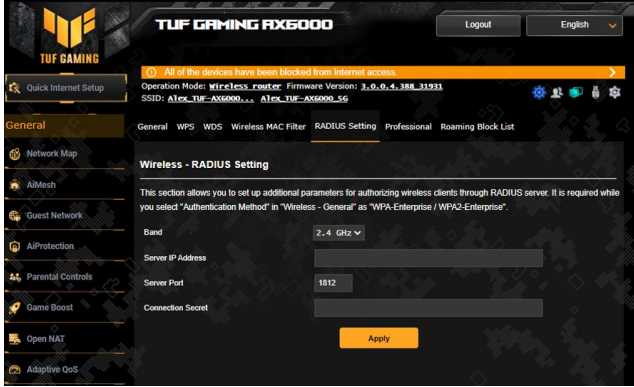 TUF GAMING AX6000
Logout
English
TUF GAMING
All of the devices have been blocked from Internet access.
Quick Internet Setup
Operation Mode: Wireless router Firmware Version: 3.0.0.4.388_31931
SSID: Alex_TUF-AX6000... Alex_TUF-AX6000_5G
General
General WPS WDS Wireless MAC Filter RADIUS Setting Professional Roaming Block List
Network Map
AiMesh
Guest Network
AiProtection
Parental Controls
Game Boost
Open NAT
Adaptive QoS
Wireless - RADIUS Setting
This section allows you to set up additional parameters for authorizing wireless clients through RADIUS server. It is required while
you select "Authentication Method" in "Wireless - General" as "WPA-Enterprise / WPA2-Enterprise".
Band 2.4 GHz
Server IP Address
Server Port 1812
Connection Secret
Apply